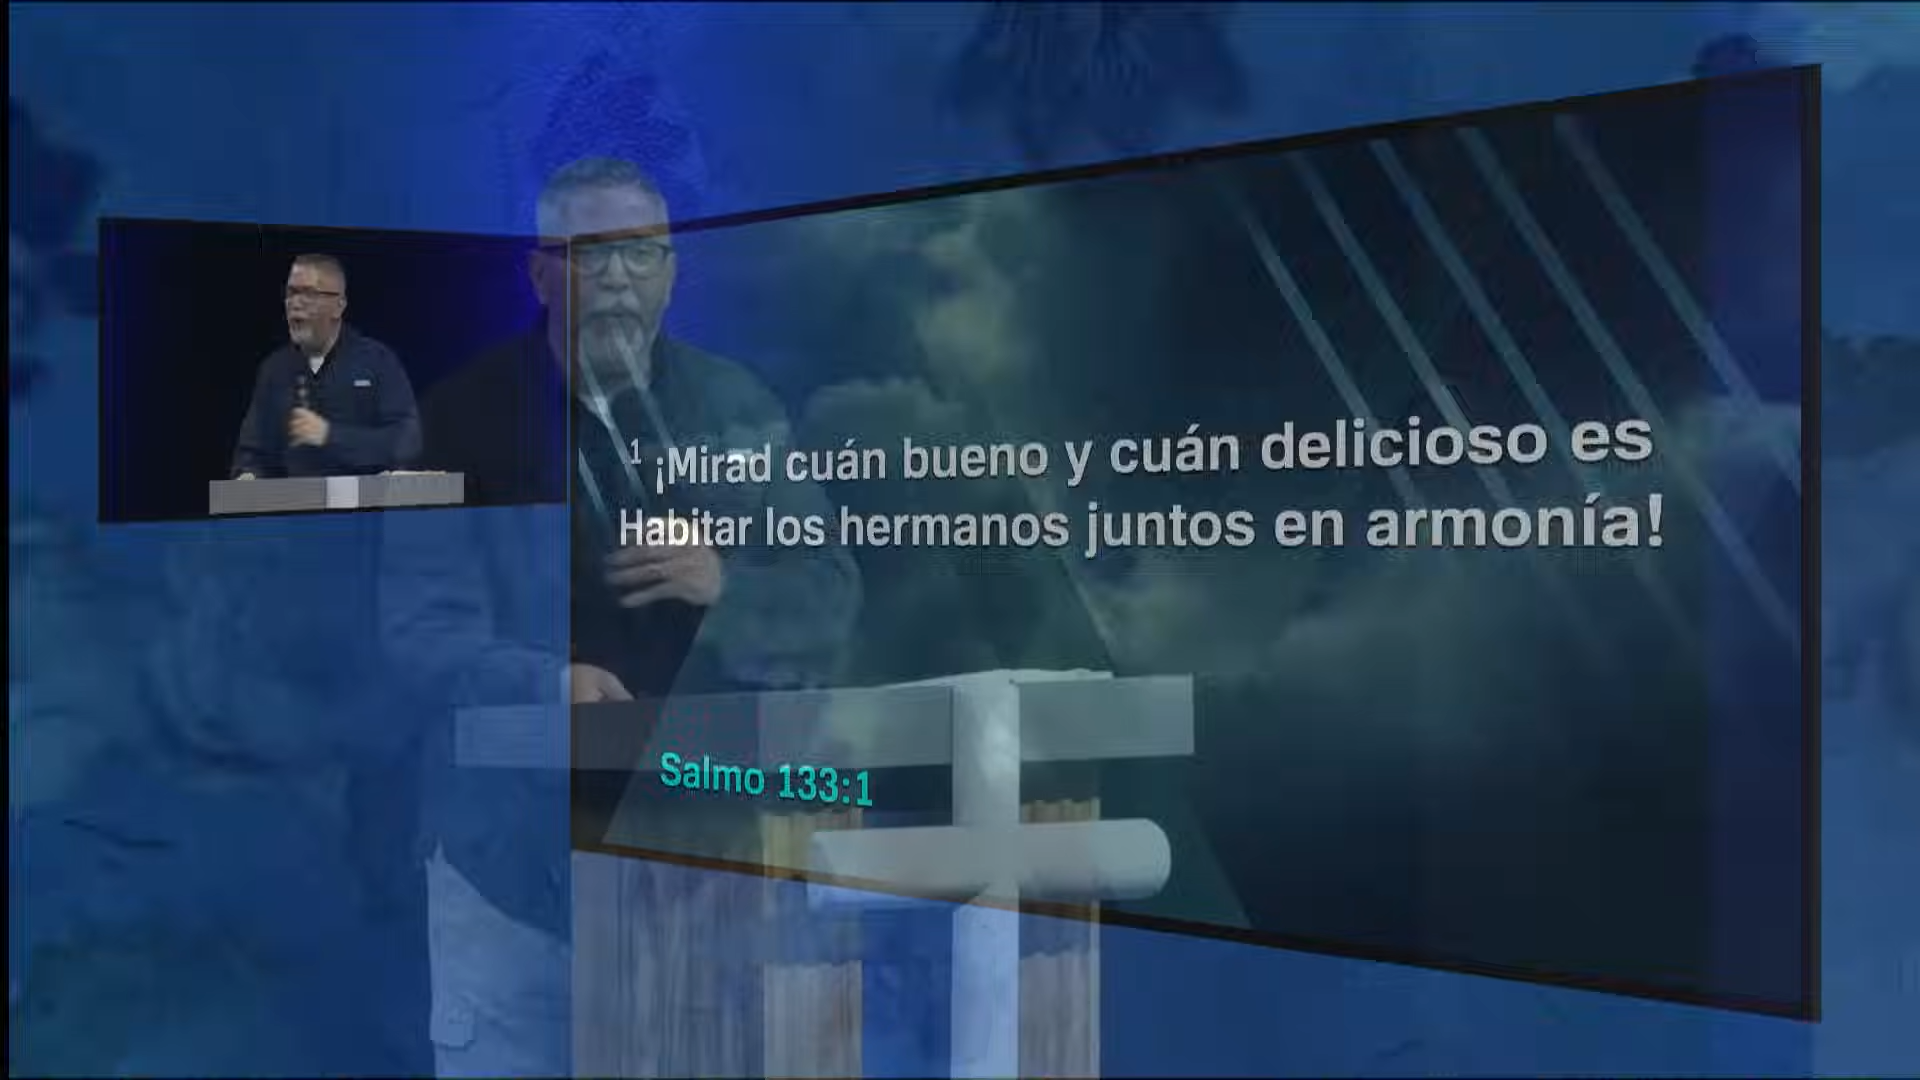 1 ¡Mirad cuán bueno y cuán delicioso es
Habitar los hermanos juntos en armonía!
Salmo 133:1